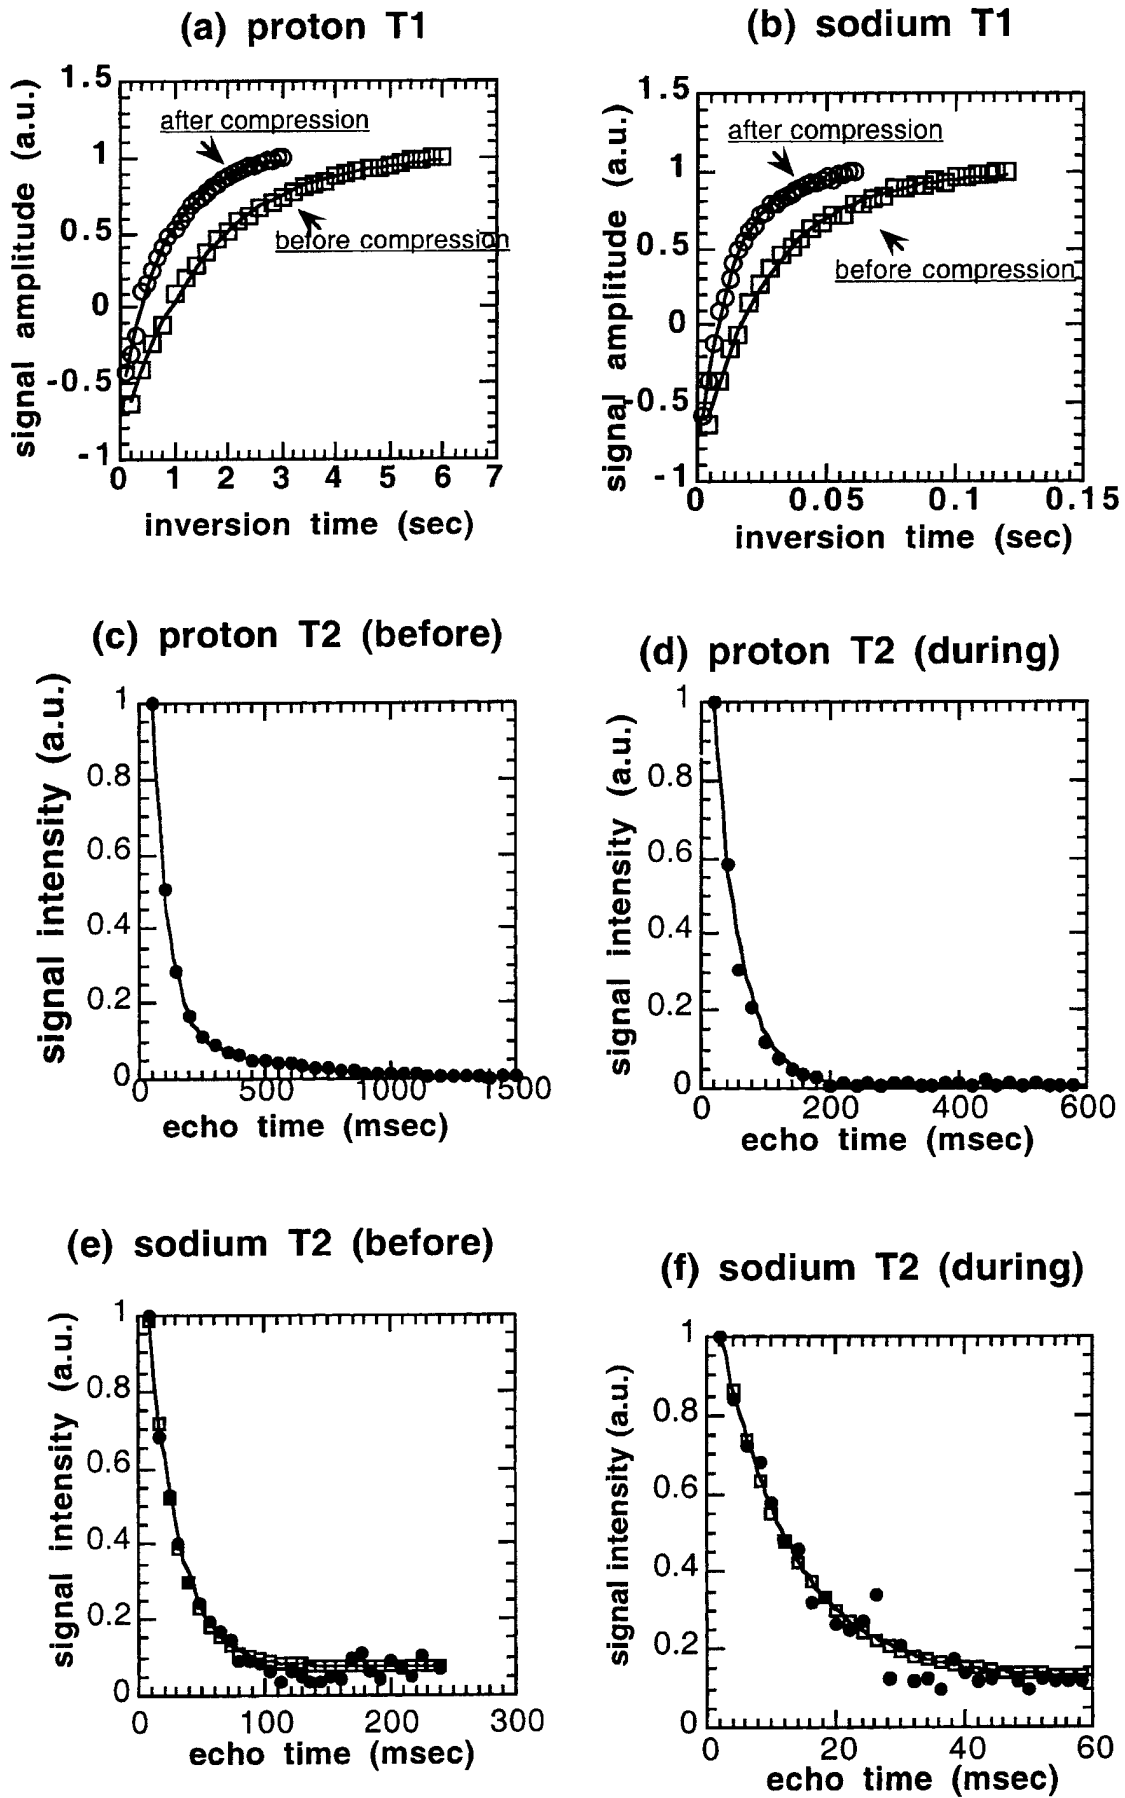 (a) proton T1
signal amplitude (a.u.)
1.5
1
0.5
0
-0.5
-1
after compression
before compression
0 1 2 3 4 5 6 7
inversion time (sec)
(b) sodium T1
signal amplitude (a.u.)
1.5
1
0.5
0
-0.5
-1
after compression
before compression
0 0.05 0.1 0.15
inversion time (sec)
(c) proton T2 (before)
signal intensity (a.u.)
1
0.8
0.6
0.4
0.2
0
0 500 1000 1500
echo time (msec)
(d) proton T2 (during)
signal intensity (a.u.)
1
0.8
0.6
0.4
0.2
0
0 200 400 600
echo time (msec)
(e) sodium T2 (before)
signal intensity (a.u.)
1
0.8
0.6
0.4
0.2
0
0 100 200 300
echo time (msec)
(f) sodium T2 (during)
signal intensity (a.u.)
1
0.8
0.6
0.4
0.2
0
0 20 40 60
echo time (msec)